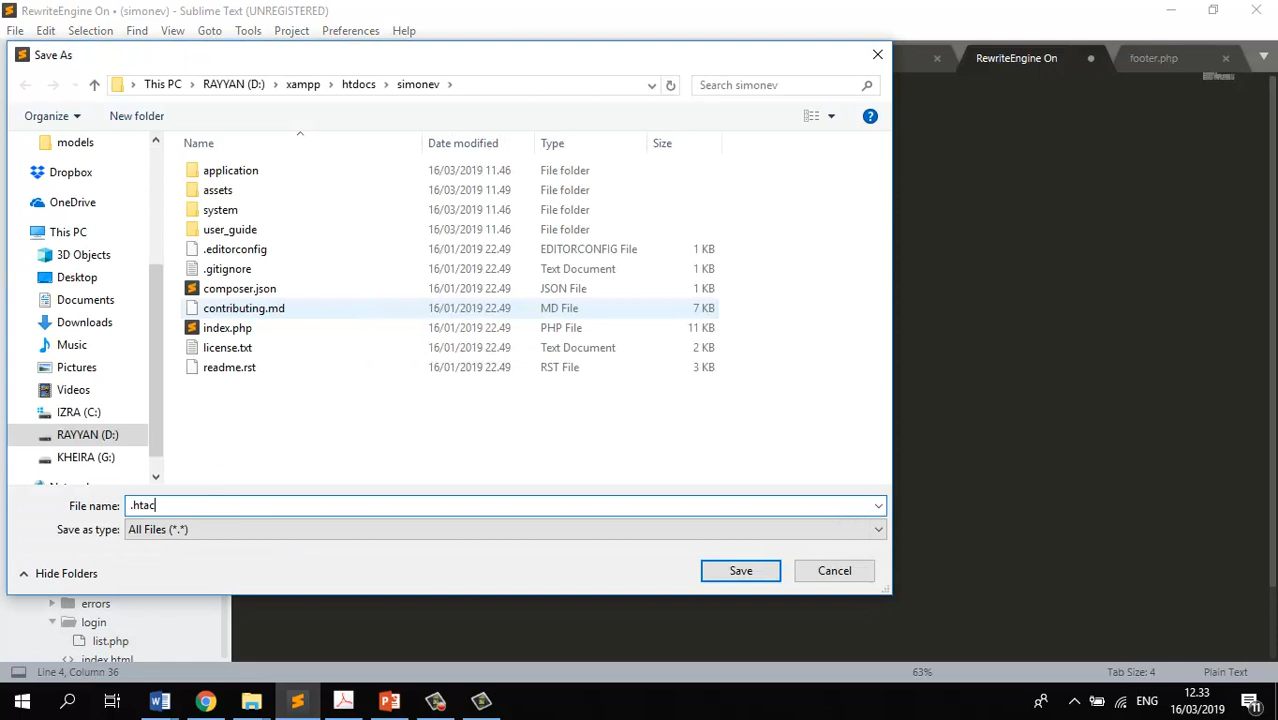 RewriteEngine On • (simonev) - Sublime Text (UNREGISTERED)
File Edit Selection Find View Goto Tools Project Preferences Help
Save As
RewriteEngine On
footer.php
This PC
RAYYAN (D:)
xampp
htdocs
simonev
Search simonev
Organize
New folder
Name
Date modified
Type
Size
models
Dropbox
OneDrive
This PC
3D Objects
Desktop
Documents
Downloads
Music
Pictures
Videos
IZRA (C:)
RAYYAN (D:)
KHEIRA (G:)
application 16/03/2019 11.46 File folder
assets 16/03/2019 11.49 File folder
system 16/03/2019 11.46 File folder
user_guide 16/03/2019 11.46 File folder
.editorconfig 16/01/2019 22.49 EDITORCONFIG File 1 KB
.gitignore 16/01/2019 22.49 Text Document 1 KB
composer.json 16/01/2019 22.49 JSON File 1 KB
contributing.md 16/01/2019 22.49 MD File 7 KB
index.php 16/01/2019 22.49 PHP File 11 KB
license.txt 16/01/2019 22.49 Text Document 2 KB
readme.rst 16/01/2019 22.49 RST File 3 KB
File name: .htac
Save as type: All Files (*.*)
Hide Folders
Save
Cancel
errors
login
list.php
index.html
Line 4, Column 36
63%
Tab Size: 4
Plain Text
ENG
12.33
16/03/2019
11